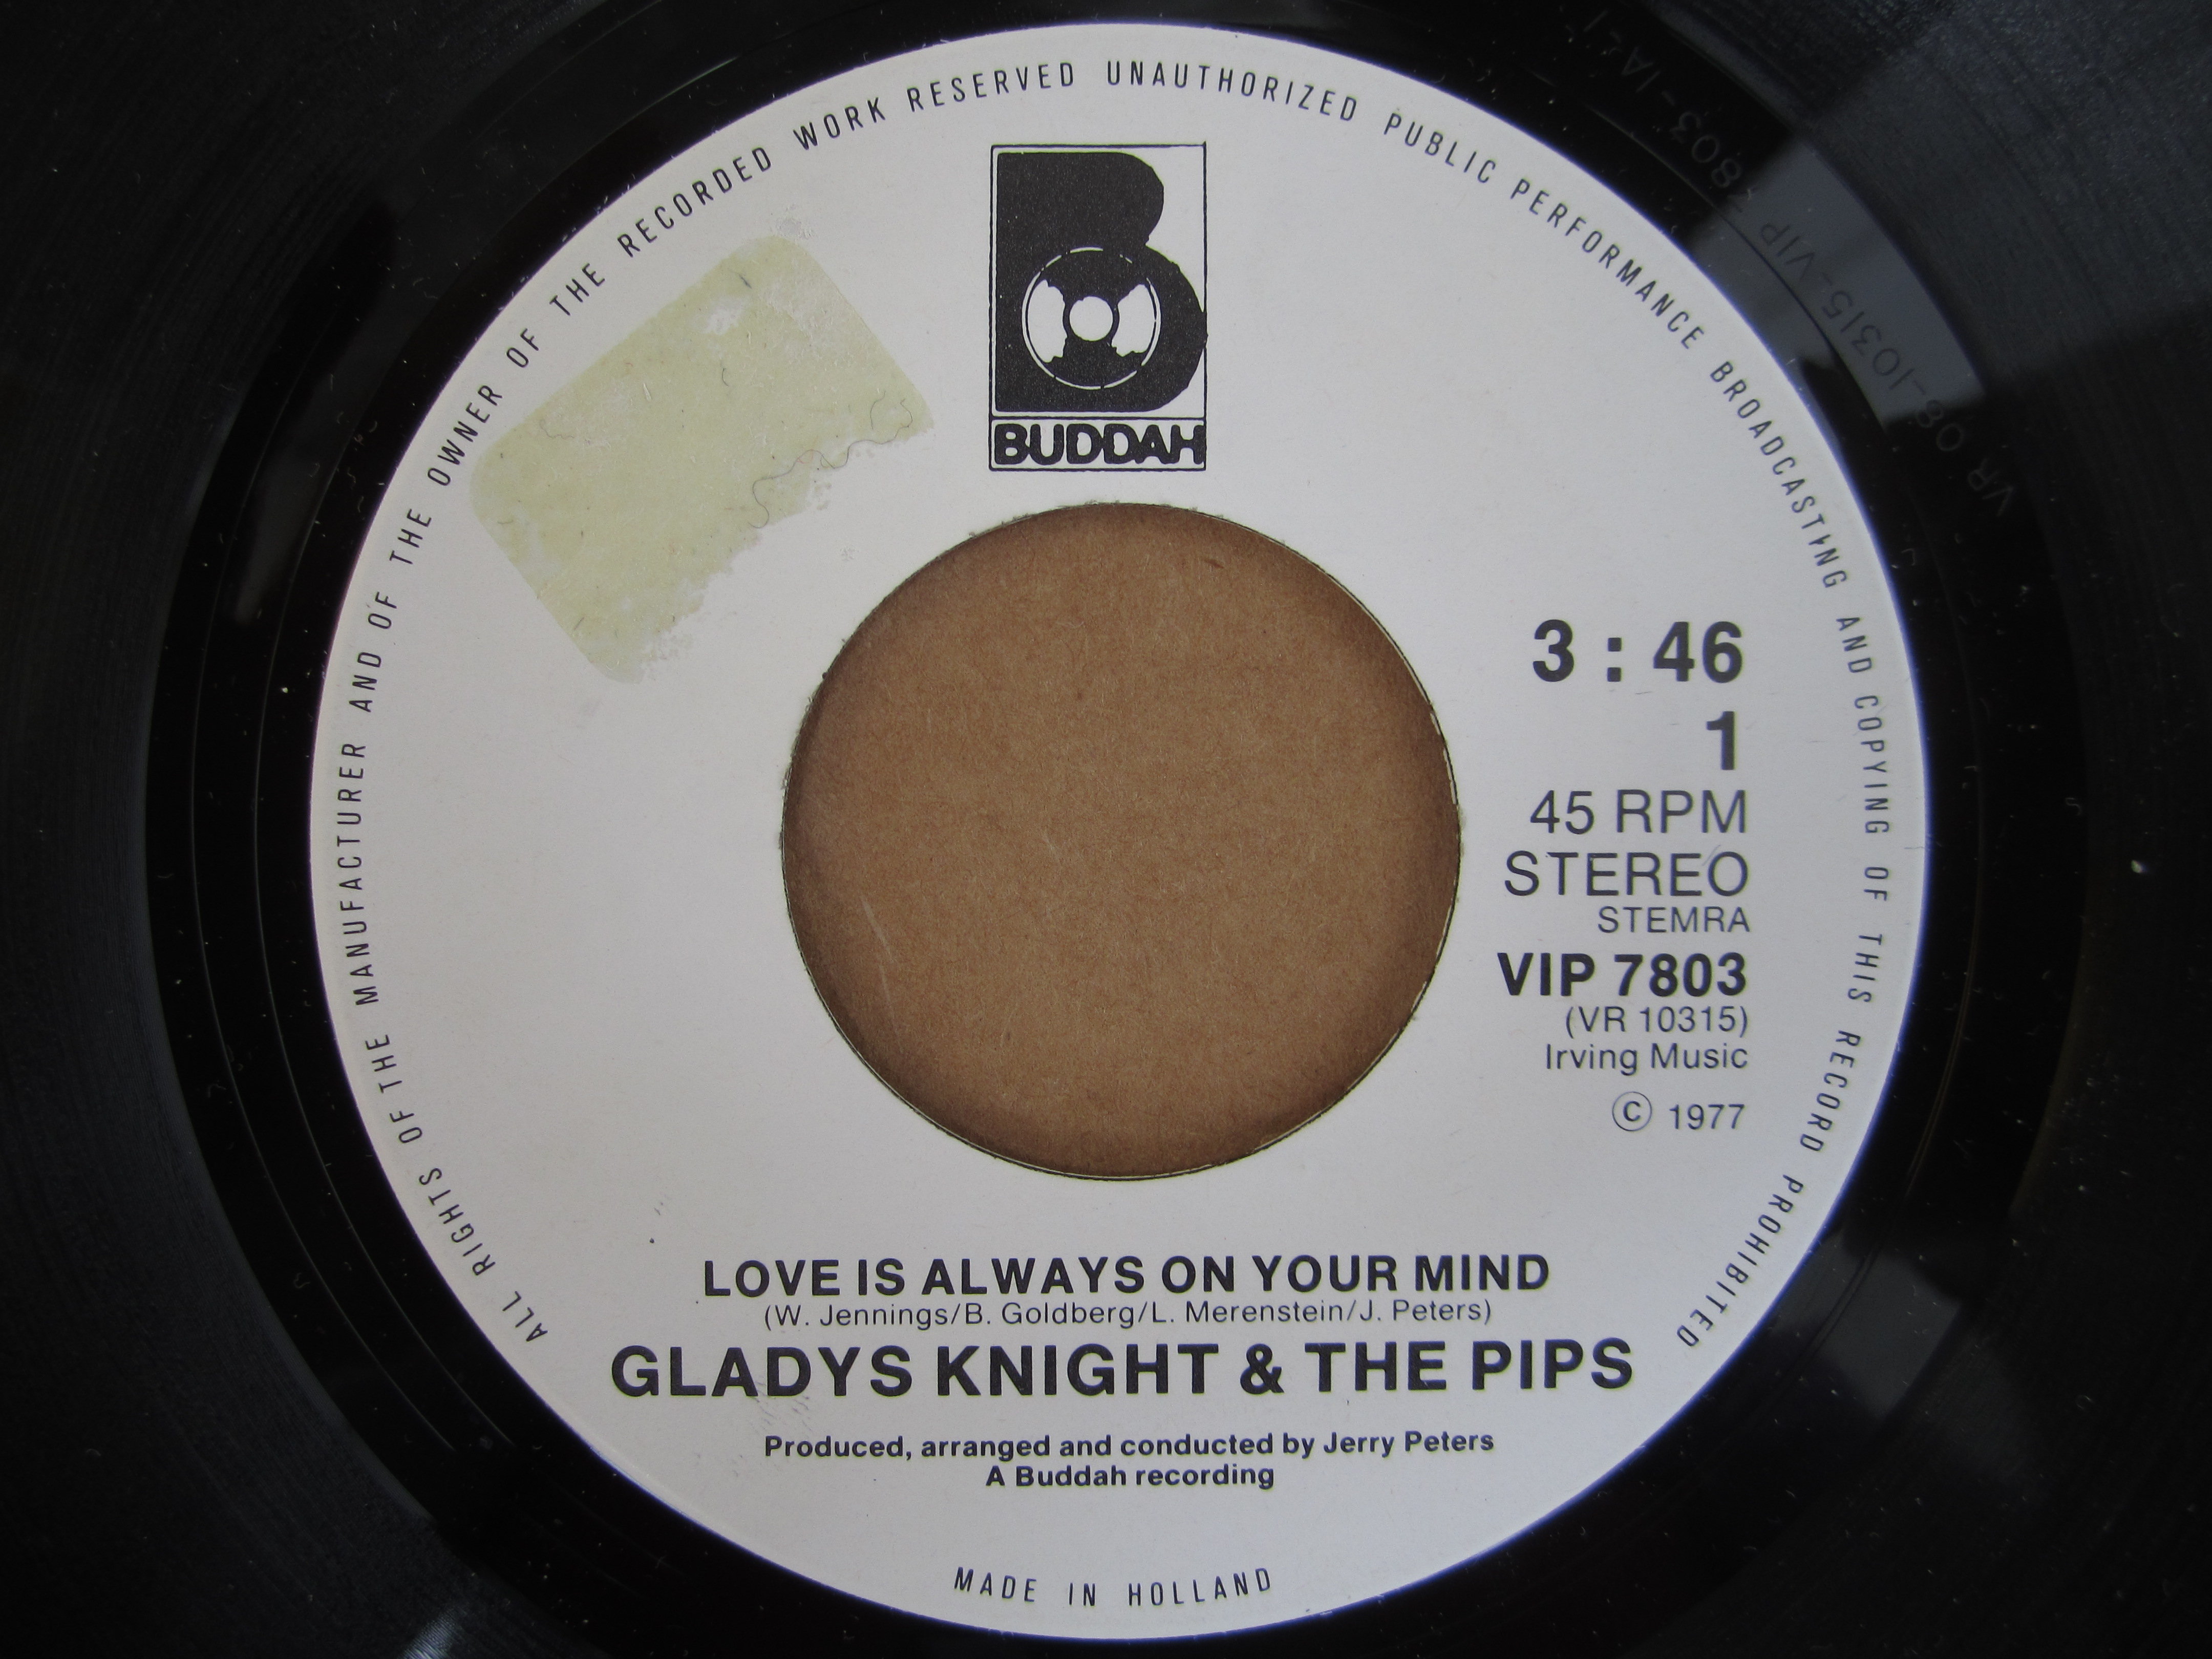 ALL RIGHTS OF THE MANUFACTURER AND OF THE OWNER OF THE RECORDED WORK RESERVED UNAUTHORIZED PUBLIC PERFORMANCE BROADCASTING AND COPYING OF THIS RECORD PROHIBITED
BUDDAH
3 : 46
1
45 RPM
STEREO
STEMRA
VIP 7803
(VR 10315)
Irving Music
© 1977
LOVE IS ALWAYS ON YOUR MIND
(W. Jennings/B. Goldberg/L. Merenstein/J. Peters)
GLADYS KNIGHT & THE PIPS
Produced, arranged and conducted by Jerry Peters
A Buddah recording
MADE IN HOLLAND